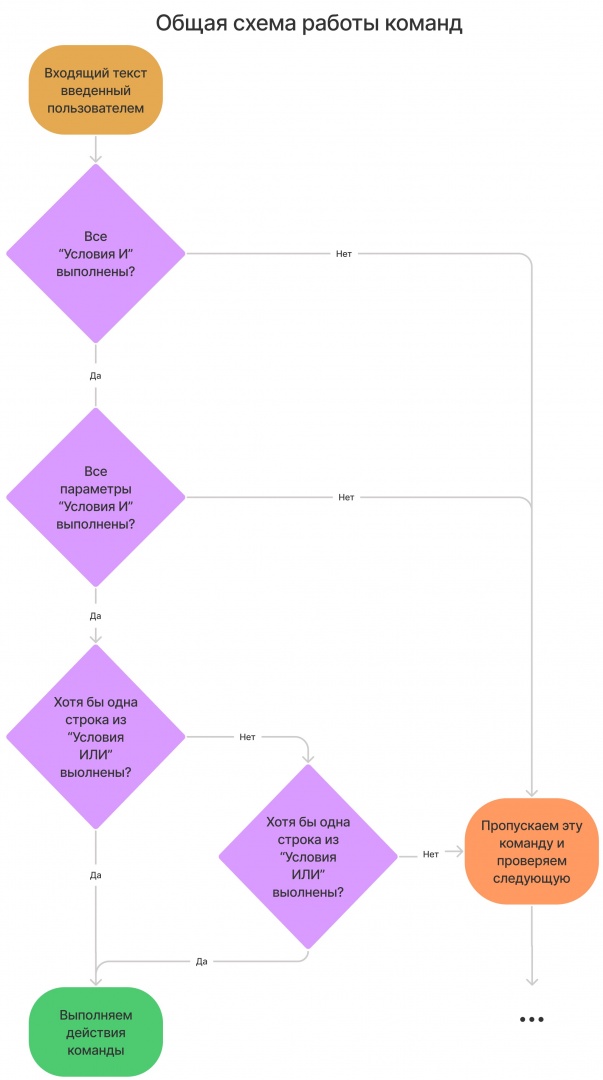 Общая схема работы команд
Входящий текст
введенный
пользователем
Все
“Условия И”
выполнены?
Нет
Да
Все
параметры
“Условия И”
выполнены?
Нет
Да
Хотя бы одна
строка из
“Условия
ИЛИ”
выолнены?
Нет
Хотя бы одна
строка из
“Условия
ИЛИ”
выолнены?
Нет
Пропускаем эту
команду и
проверяем
следующую
Да
Да
Выполняем
действия
команды
...